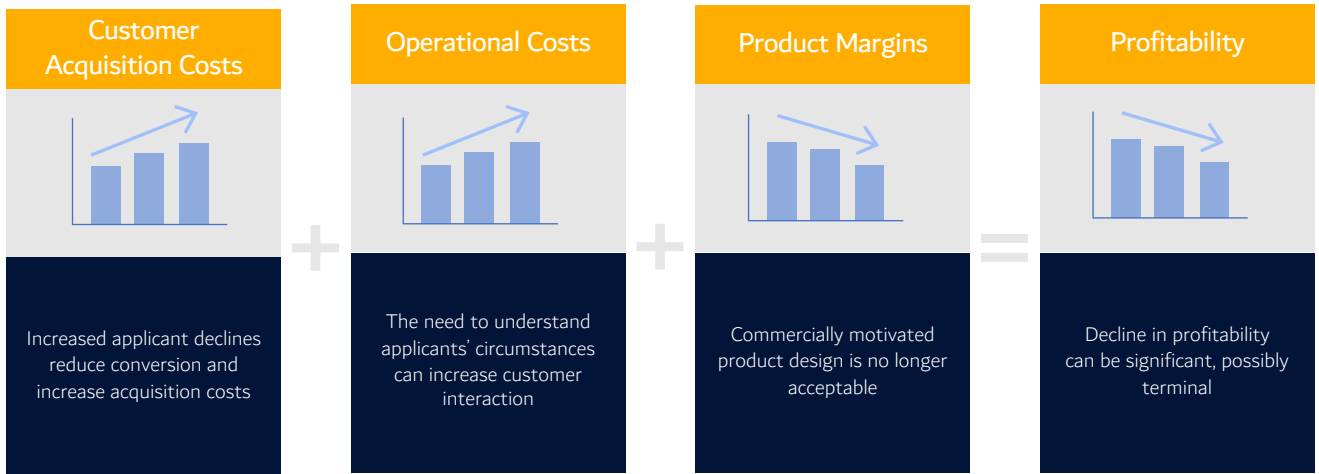 Customer
Acquisition Costs
Increased applicant declines
reduce conversion and
increase acquisition costs
+
Operational Costs
The need to understand
applicants’ circumstances
can increase customer
interaction
+
Product Margins
Commercially motivated
product design is no longer
acceptable
=
Profitability
Decline in profitability
can be significant, possibly
terminal